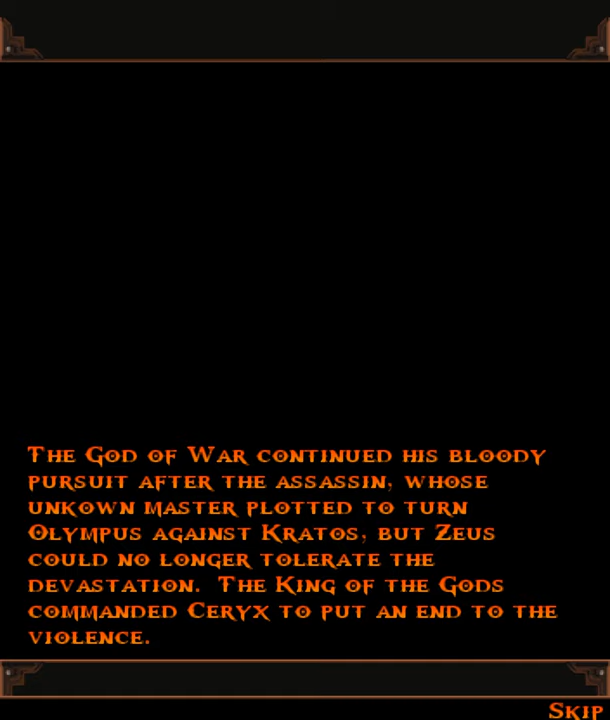 The God of War continued his bloody
pursuit after the assassin, whose
unkown master plotted to turn
Olympus against Kratos, but Zeus
could no longer tolerate the
devastation.  The King of the Gods
commanded Ceryx to put an end to the
violence.
Skip